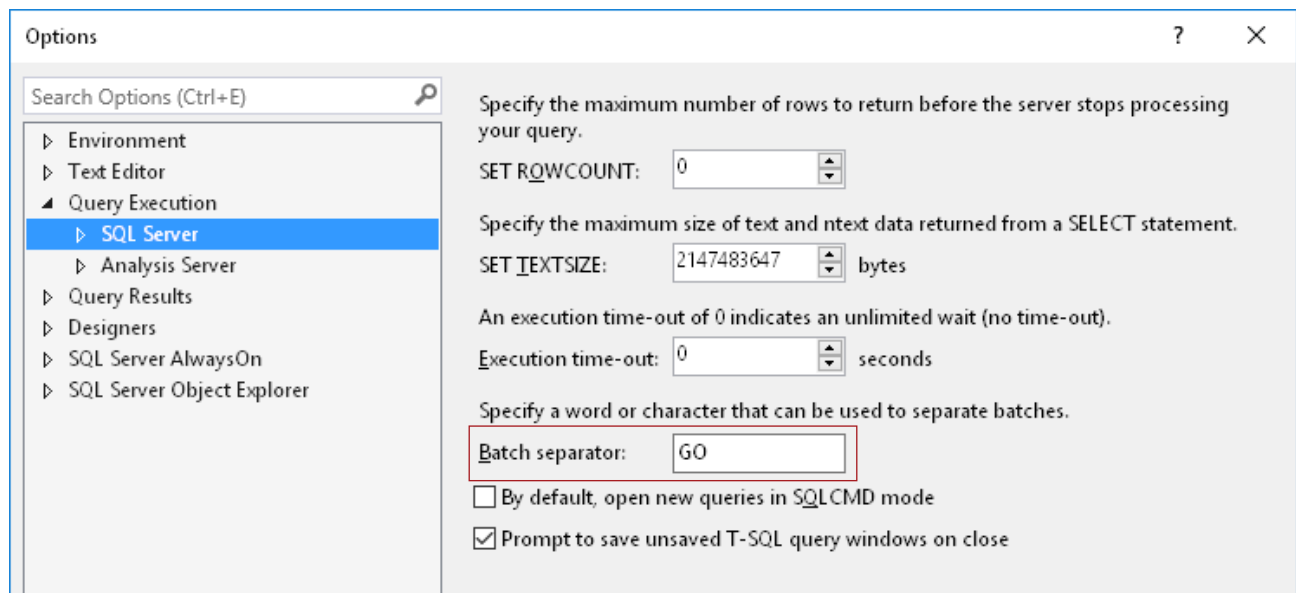 Options
?
Search Options (Ctrl+E)
Environment
Text Editor
Query Execution
SQL Server
Analysis Server
Query Results
Designers
SQL Server AlwaysOn
SQL Server Object Explorer
Specify the maximum number of rows to return before the server stops processing
your query.
SET ROWCOUNT: 0
Specify the maximum size of text and ntext data returned from a SELECT statement.
SET TEXTSIZE: 2147483647 bytes
An execution time-out of 0 indicates an unlimited wait (no time-out).
Execution time-out: 0 seconds
Specify a word or character that can be used to separate batches.
Batch separator: GO
By default, open new queries in SQLCMD mode
Prompt to save unsaved T-SQL query windows on close